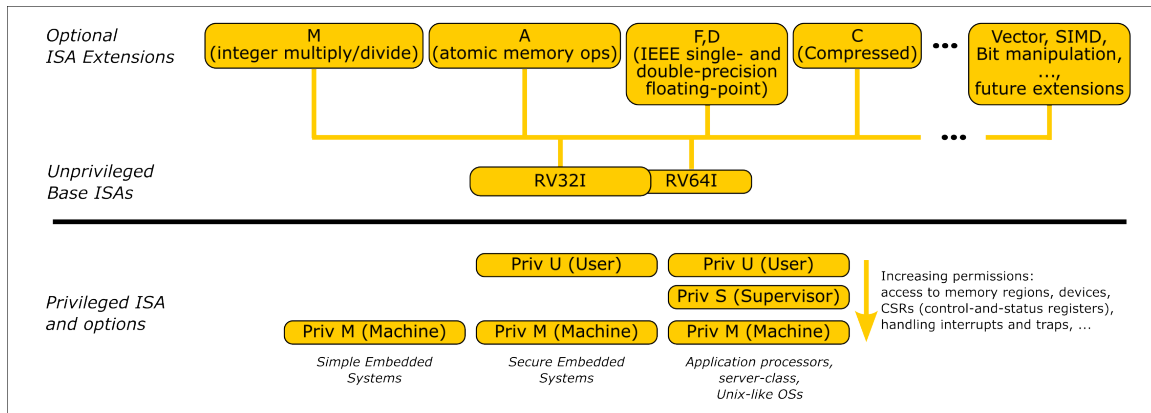 Optional
ISA Extensions
M
(integer multiply/divide)
A
(atomic memory ops)
F,D
(IEEE single- and
double-precision
floating-point)
C
(Compressed)
•••
Vector, SIMD,
Bit manipulation,
...,
future extensions
•••
Unprivileged
Base ISAs
RV32I
RV64I
Privileged ISA
and options
Priv M (Machine)
Simple Embedded
Systems
Priv U (User)
Priv M (Machine)
Secure Embedded
Systems
Priv U (User)
Priv S (Supervisor)
Priv M (Machine)
Application processors,
server-class,
Unix-like OSs
Increasing permissions:
access to memory regions, devices,
CSRs (control-and-status registers),
handling interrupts and traps, ...